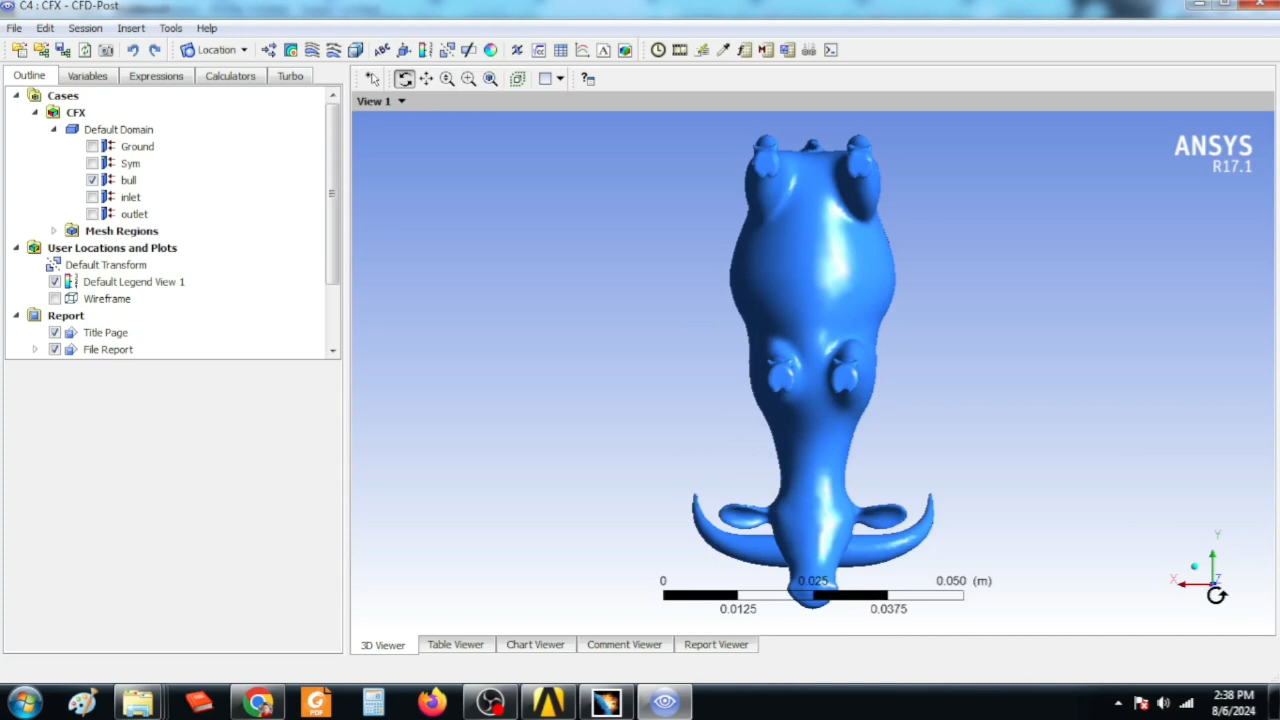 C4 : CFX - CFD-Post
File Edit Session Insert Tools Help
Location
Outline Variables Expressions Calculators Turbo
Cases
CFX
Default Domain
Ground
Sym
bull
inlet
outlet
Mesh Regions
User Locations and Plots
Default Transform
Default Legend View 1
Wireframe
Report
Title Page
File Report
View 1
ANSYS
R17.1
0 0.025 0.050 (m)
0.0125 0.0375
Y
X Z
3D Viewer Table Viewer Chart Viewer Comment Viewer Report Viewer
PDF
2:38 PM
8/6/2024